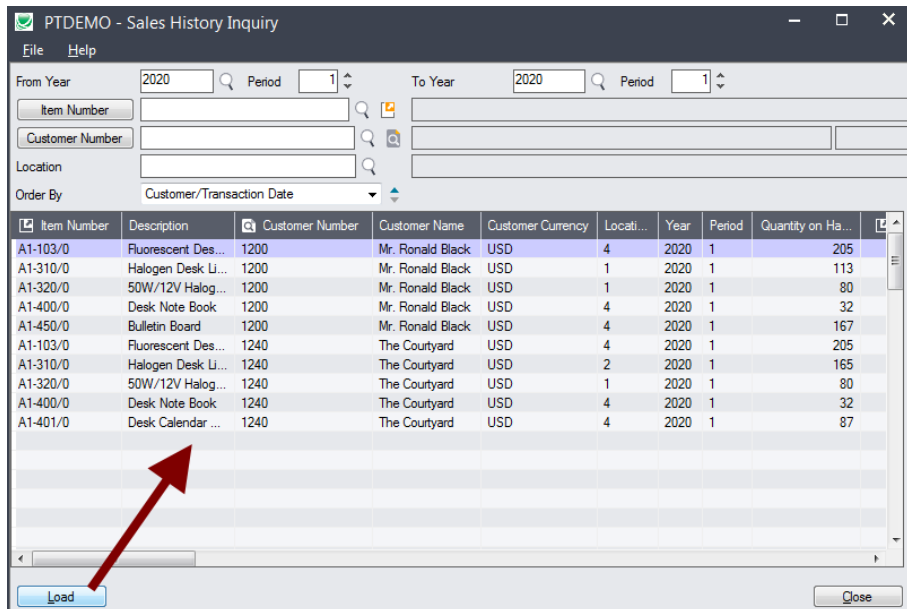 PTDEMO - Sales History Inquiry
File Help
From Year 2020 Period 1 To Year 2020 Period 1
Item Number
Customer Number
Location
Order By Customer/Transaction Date
Item Number Description Customer Number Customer Name Customer Currency Locati... Year Period Quantity on Ha...
A1-103/0 Fluorescent Des... 1200 Mr. Ronald Black USD 4 2020 1 205
A1-310/0 Halogen Desk Li... 1200 Mr. Ronald Black USD 1 2020 1 113
A1-320/0 50W/12V Halog... 1200 Mr. Ronald Black USD 1 2020 1 80
A1-400/0 Desk Note Book 1200 Mr. Ronald Black USD 4 2020 1 32
A1-450/0 Bulletin Board 1200 Mr. Ronald Black USD 4 2020 1 167
A1-103/0 Fluorescent Des... 1240 The Courtyard USD 4 2020 1 205
A1-310/0 Halogen Desk Li... 1240 The Courtyard USD 2 2020 1 165
A1-320/0 50W/12V Halog... 1240 The Courtyard USD 1 2020 1 80
A1-400/0 Desk Note Book 1240 The Courtyard USD 4 2020 1 32
A1-401/0 Desk Calendar ... 1240 The Courtyard USD 4 2020 1 87
Load Close